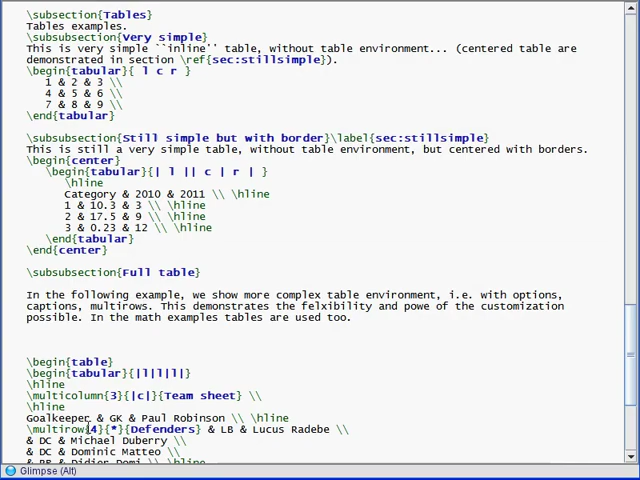 \subsection{Tables}
Tables examples.
\subsubsection{very simple}
This is very simple ``inline'' table, without table environment... (centered table are
demonstrated in section \ref{sec:stillsimple}).
\begin{tabular}{ l c r }
1 & 2 & 3 \\
4 & 5 & 6 \\
7 & 8 & 9 \\
\end{tabular}
\subsubsection{Still simple but with border}\label{sec:stillsimple}
This is still a very simple table, without table environment, but centered with borders.
\begin{center}
\begin{tabular}{| l || c | r | }
\hline
Category & 2010 & 2011 \\ \hline
1 & 10.3 & 3 \\ \hline
2 & 17.5 & 9 \\ \hline
3 & 0.23 & 12 \\ \hline
\end{tabular}
\end{center}
\subsubsection{Full table}
In the following example, we show more complex table environment, i.e. with options,
captions, multirows. This demonstrates the felxibility and powe of the customization
possible. In the math examples tables are used too.
\begin{table}
\begin{tabular}{|l|l|l|}
\hline
\multicolumn{3}{|c|}{Team sheet} \\
\hline
Goalkeeper & GK & Paul Robinson \\ \hline
\multirow{4}{*}{Defenders} & LB & Lucus Radebe \\
& DC & Michael Duberry \\
& DC & Dominic Matteo \\
& RB & Didier Domi \\ \hline
Glimpse (Alt)